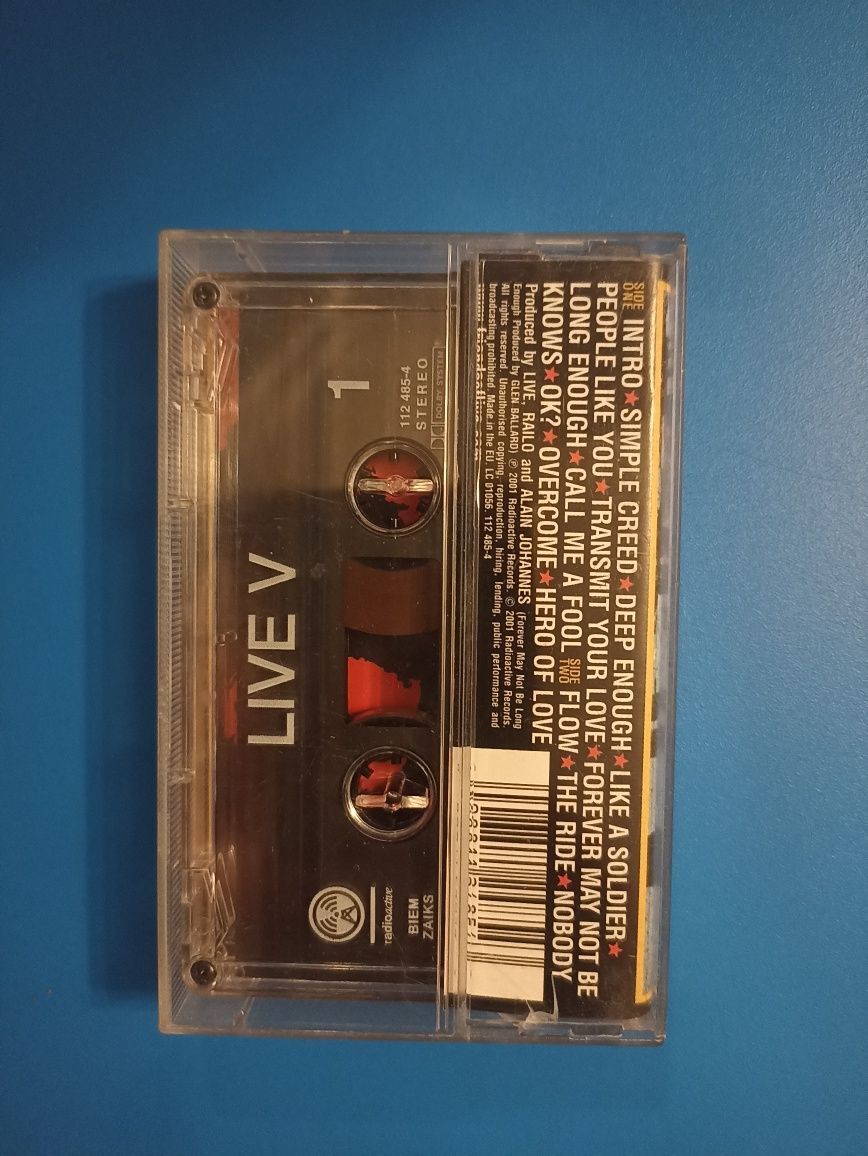 SIDE ONE INTRO ★ SIMPLE CREED ★ DEEP ENOUGH ★ LIKE A SOLDIER ★
PEOPLE LIKE YOU ★ TRANSMIT YOUR LOVE ★ FOREVER MAY NOT BE
LONG ENOUGH ★ CALL ME A FOOL SIDE TWO FLOW ★ THE RIDE ★ NOBODY
KNOWS ★ OK? ★ OVERCOME ★ HERO OF LOVE
Produced by LIVE, RAILO and ALAIN JOHANNES (Forever May Not Be Long
Enough Produced by GLEN BALLARD) ℗ 2001 Radioactive Records. © 2001 Radioactive Records.
All rights reserved. Unauthorised copying, reproduction, hiring, lending, public performance and
broadcasting prohibited. Made in the EU. LC 01056. 112 485-4
DOLBY SYSTEM
STEREO
112 485-4
1
LIVE V
BIEM
ZAIKS
radioactive